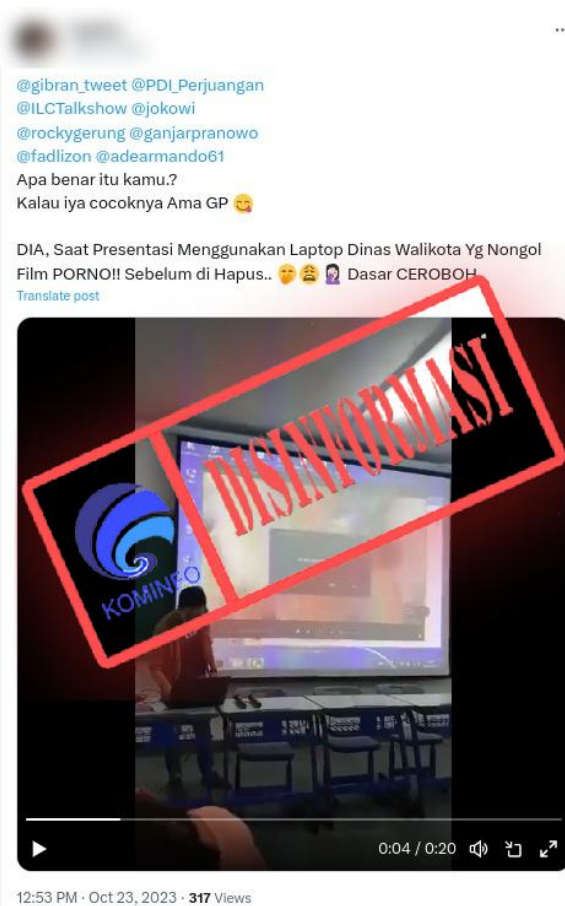 @gibran_tweet @PDI_Perjuangan
@ILCTalkshow @jokowi
@rockygerung @ganjarpranowo
@fadlizon @adearmando61
Apa benar itu kamu.?
Kalau iya cocoknya Ama GP 😋
DIA, Saat Presentasi Menggunakan Laptop Dinas Walikota Yg Nongol
Film PORNO!! Sebelum di Hapus.. 🤭😩🤦🏻‍♀️ Dasar CEROBOH
Translate post
DISINFORMASI
KOMINFO
0:04 / 0:20
12:53 PM · Oct 23, 2023 · 317 Views